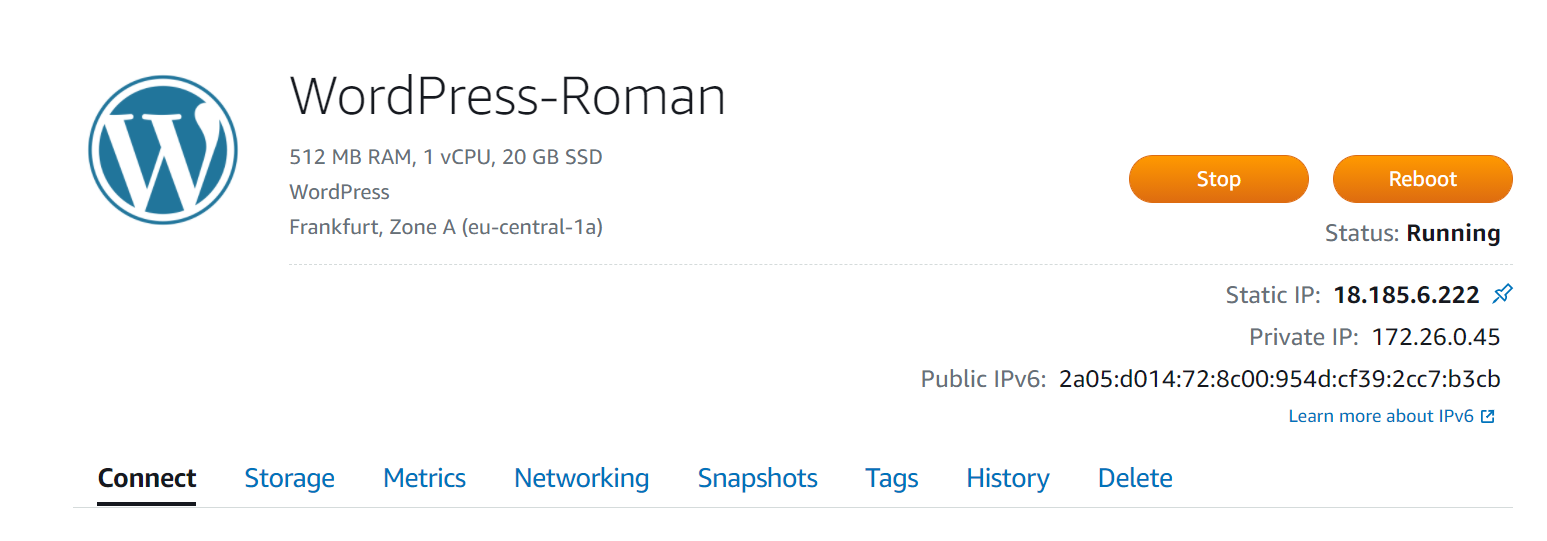 WordPress-Roman
512 MB RAM, 1 vCPU, 20 GB SSD
WordPress
Frankfurt, Zone A (eu-central-1a)
Stop Reboot
Status: Running
Static IP: 18.185.6.222
Private IP: 172.26.0.45
Public IPv6: 2a05:d014:72:8c00:954d:cf39:2cc7:b3cb
Learn more about IPv6
Connect Storage Metrics Networking Snapshots Tags History Delete